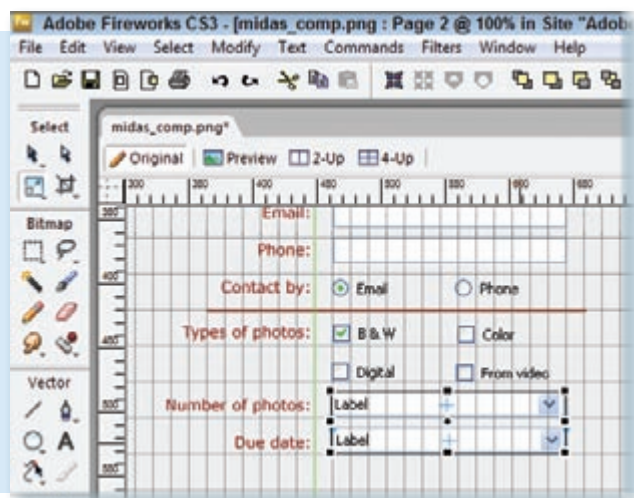 Adobe Fireworks CS3 - [midas_comp.png : Page 2 @ 100% in Site "Adob
File Edit View Select Modify Text Commands Filters Window Help
Select
midas_comp.png*
Original Preview 2-Up 4-Up
Bitmap
Email:
Phone:
Contact by: Email Phone
Types of photos: B & W Color
Digital From video
Vector
Number of photos: Label
Due date: Label